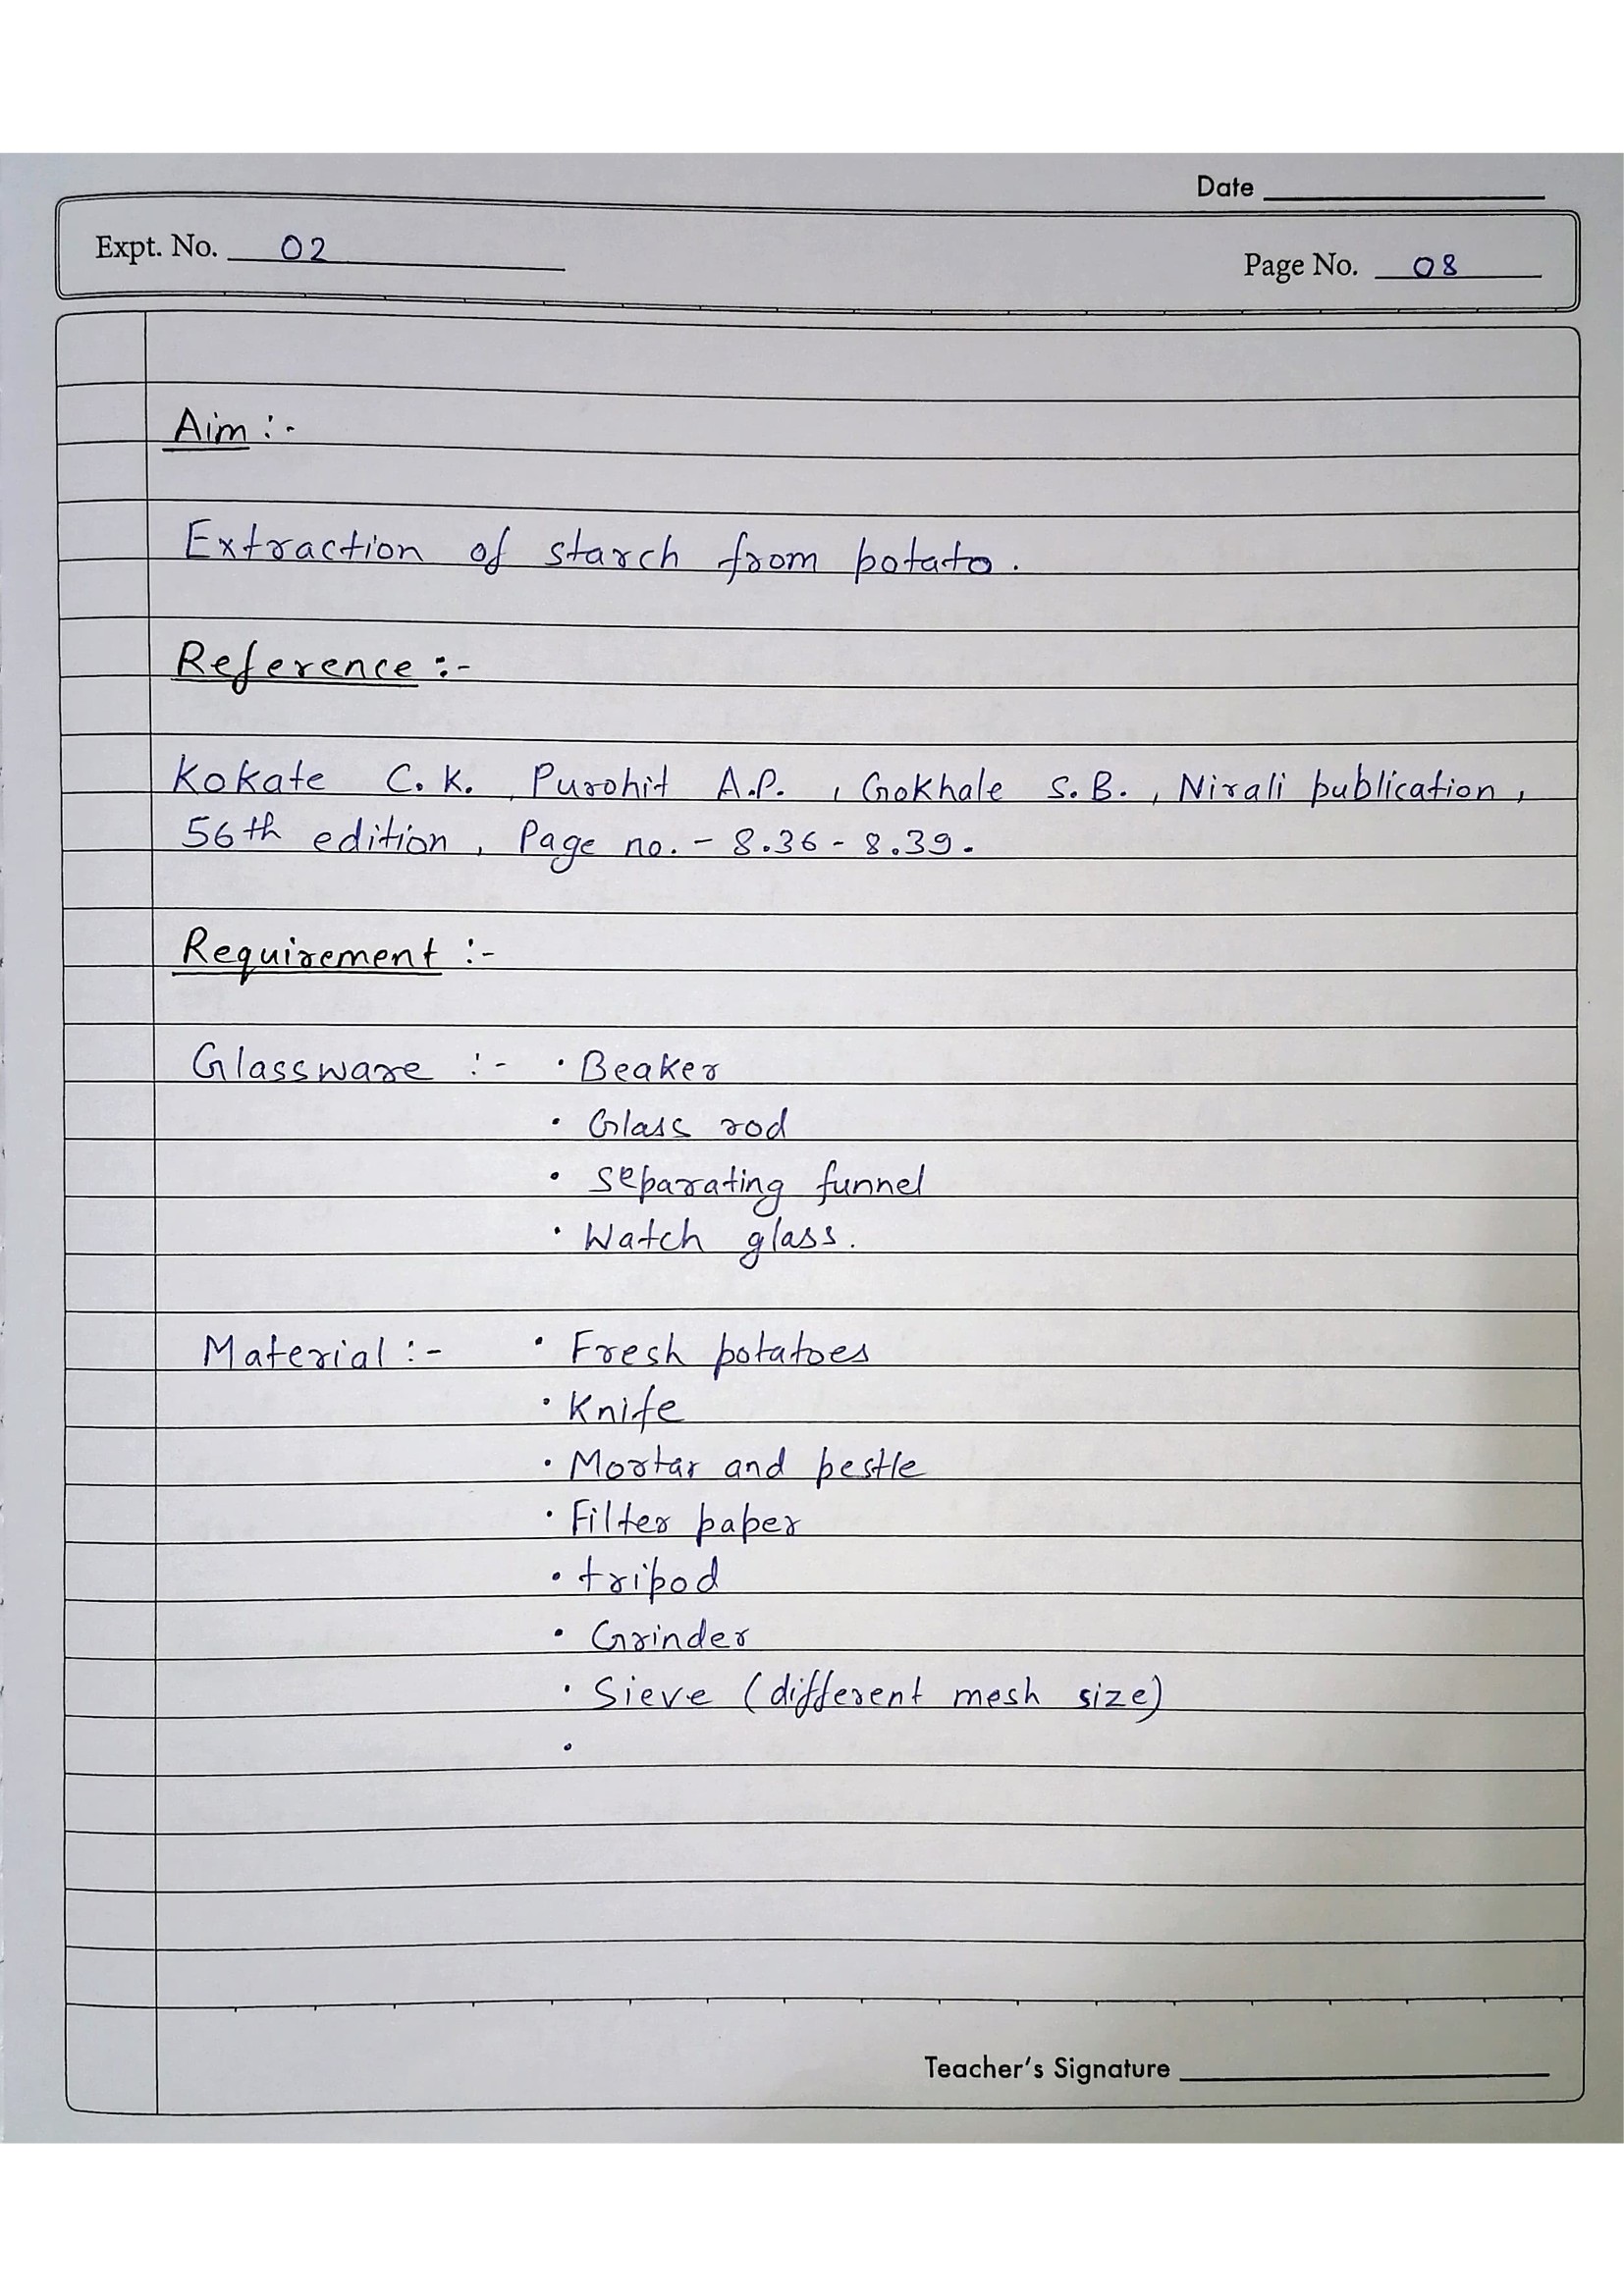 Date
Expt. No. 02
Page No. 08
Aim :-
Extraction of starch from potato.
Reference :-
Kokate C. K. , Purohit A.P. , Gokhale S. B. , Nirali publication ,
56th edition , Page no. - 8.36 - 8.39.
Requirement :-
Glassware :- • Beaker
• Glass rod
• Separating funnel
• Watch glass.
Material :- • Fresh potatoes
• Knife
• Mortar and pestle
• Filter paper
• tripod
• Grinder
• Sieve (different mesh size)
•
Teacher's Signature